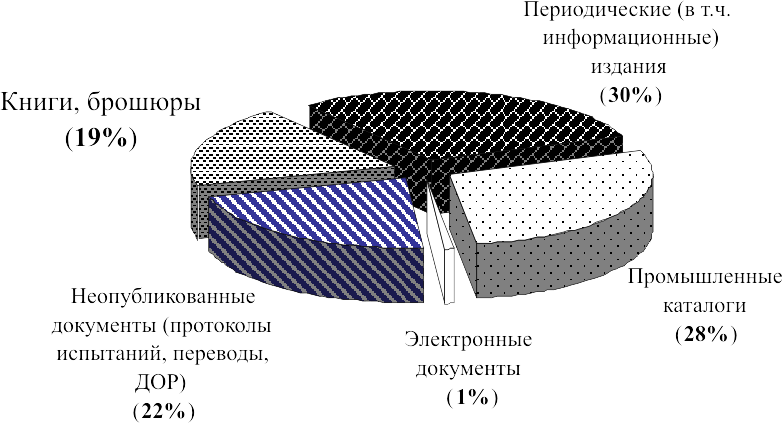 Периодические (в т.ч.
информационные)
издания
(30%)
Книги, брошюры
(19%)
Промышленные
каталоги
(28%)
Неопубликованные
документы (протоколы
испытаний, переводы,
ДОР)
(22%)
Электронные
документы
(1%)